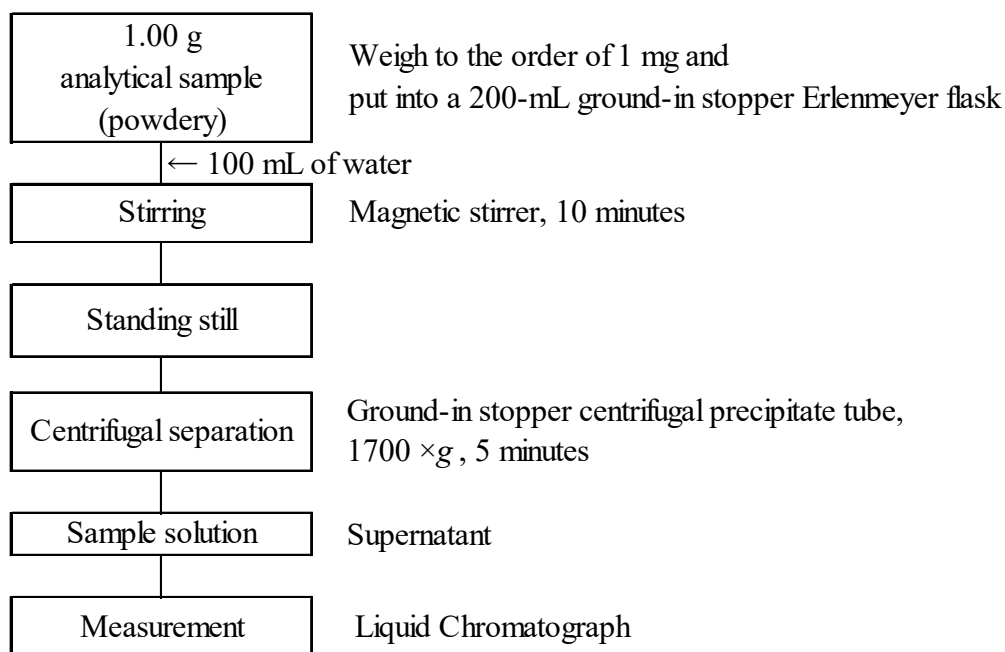 1.00 g
analytical sample
(powdery)
Weigh to the order of 1 mg and
put into a 200-mL ground-in stopper Erlenmeyer flask
← 100 mL of water
Stirring
Magnetic stirrer, 10 minutes
Standing still
Centrifugal separation
Ground-in stopper centrifugal precipitate tube,
1700 ×g , 5 minutes
Sample solution
Supernatant
Measurement
Liquid Chromatograph